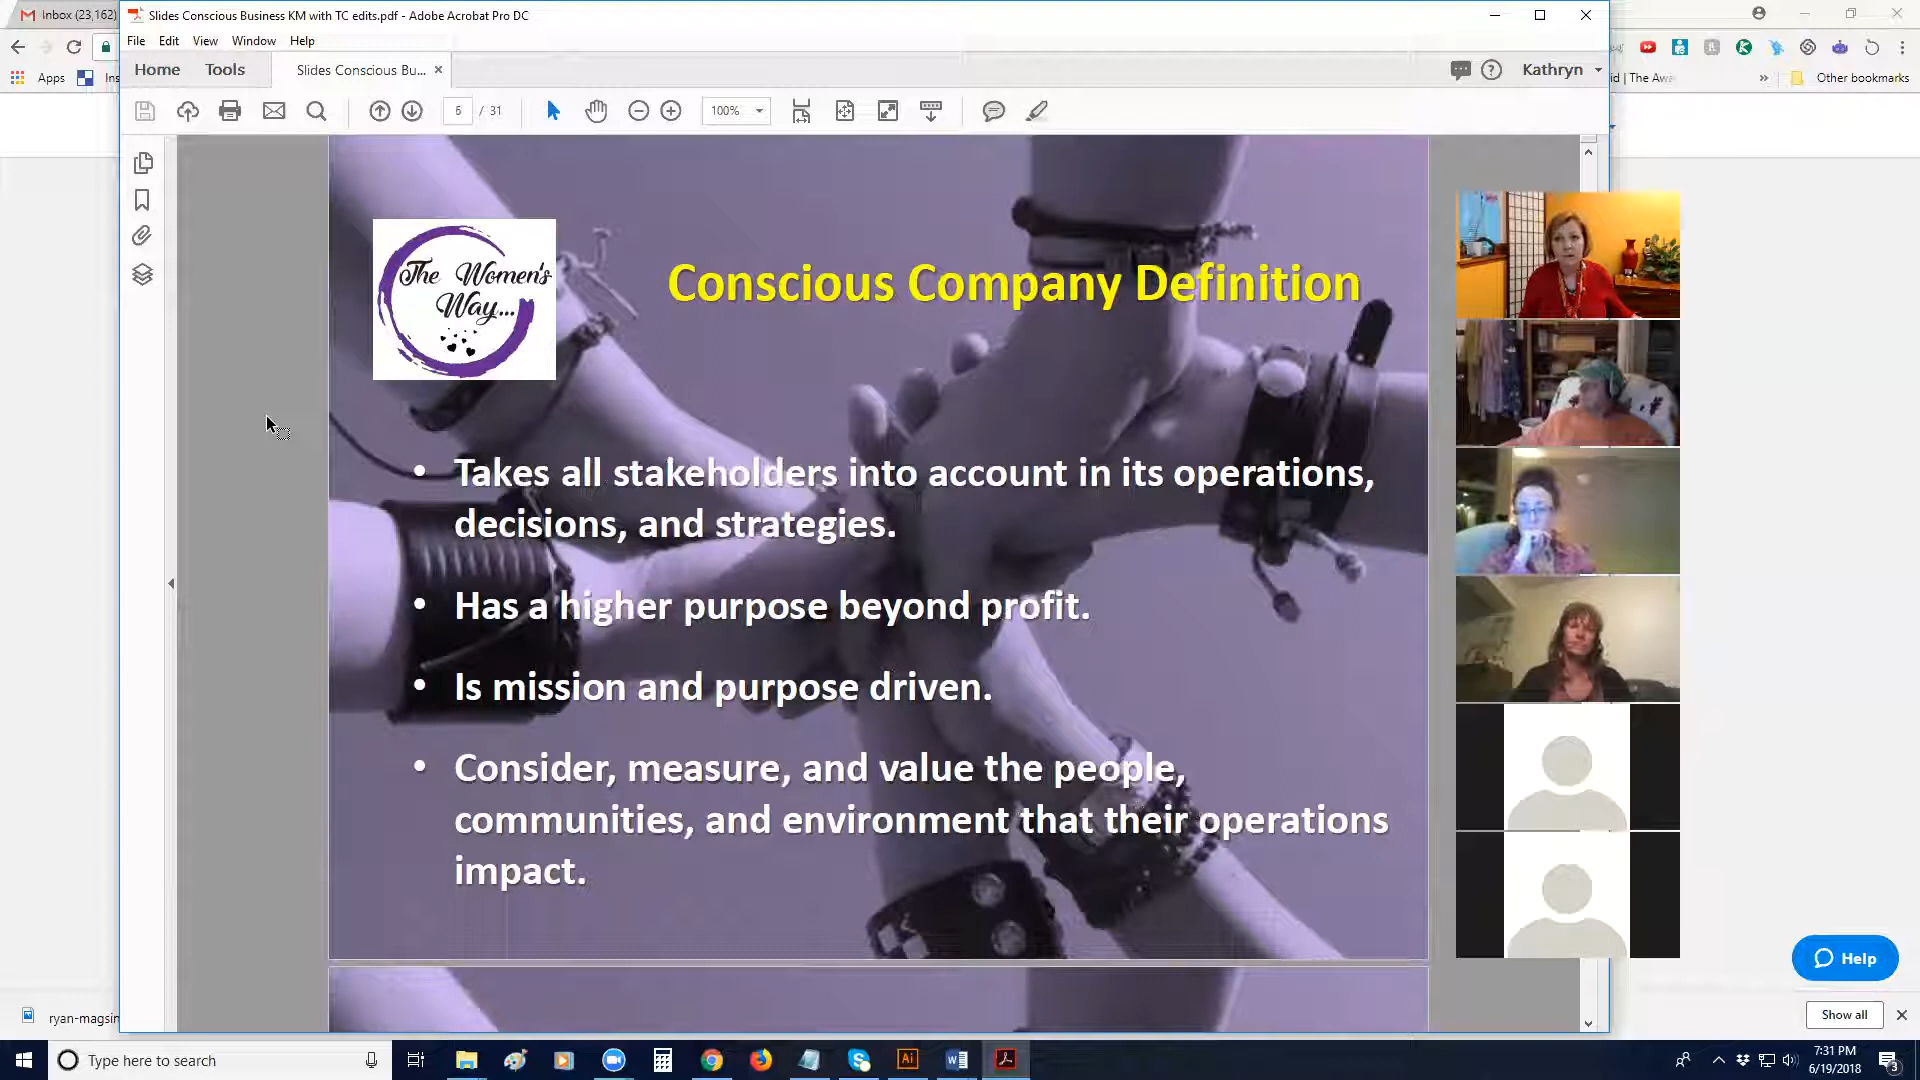 Inbox (23,162)
Slides Conscious Business KM with TC edits.pdf - Adobe Acrobat Pro DC
File Edit View Window Help
Home Tools Slides Conscious Bu... Kathryn
Apps
Other bookmarks
6 / 31 100%
The Women's
Way...
Conscious Company Definition
• Takes all stakeholders into account in its operations,
decisions, and strategies.
• Has a higher purpose beyond profit.
• Is mission and purpose driven.
• Consider, measure, and value the people,
communities, and environment that their operations
impact.
Help
ryan-magsin
Show all
Type here to search
7:31 PM
6/19/2018
3